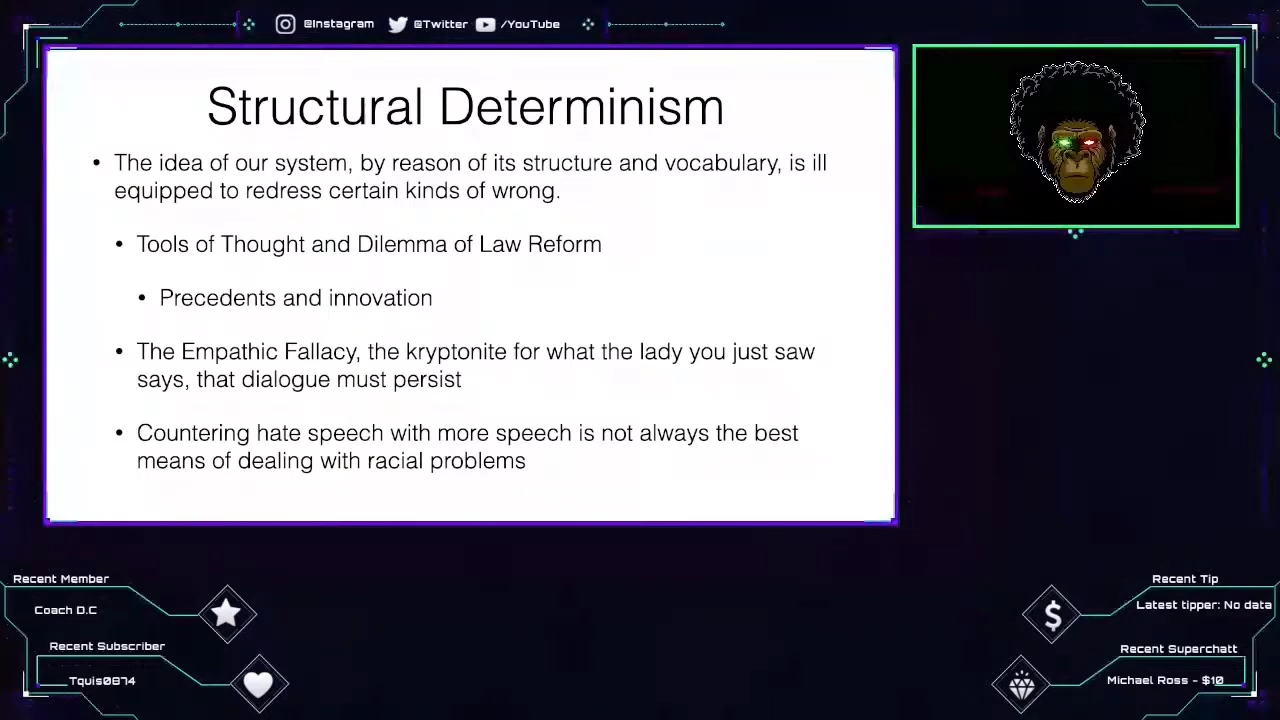 @Instagram @Twitter /YouTube
Structural Determinism
• The idea of our system, by reason of its structure and vocabulary, is ill
equipped to redress certain kinds of wrong.
• Tools of Thought and Dilemma of Law Reform
• Precedents and innovation
• The Empathic Fallacy, the kryptonite for what the lady you just saw
says, that dialogue must persist
• Countering hate speech with more speech is not always the best
means of dealing with racial problems
Recent Member
Coach D.C
Recent Subscriber
Tquis0874
Recent Tip
Latest tipper: No data
Recent Superchatt
Michael Ross - $10